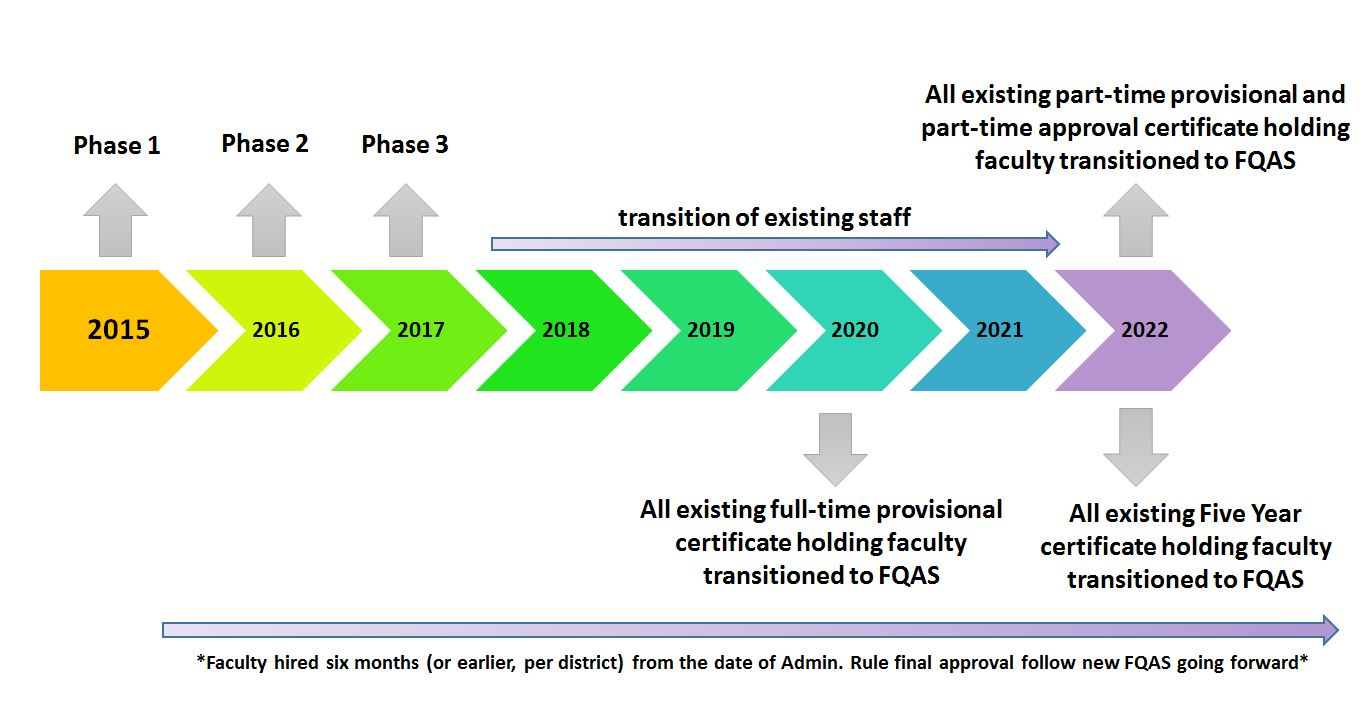 All existing part-time provisional and
part-time approval certificate holding
faculty transitioned to FQAS
Phase 1
Phase 2
Phase 3
transition of existing staff
2015
2016
2017
2018
2019
2020
2021
2022
All existing full-time provisional
certificate holding faculty
transitioned to FQAS
All existing Five Year
certificate holding faculty
transitioned to FQAS
*Faculty hired six months (or earlier, per district) from the date of Admin. Rule final approval follow new FQAS going forward*